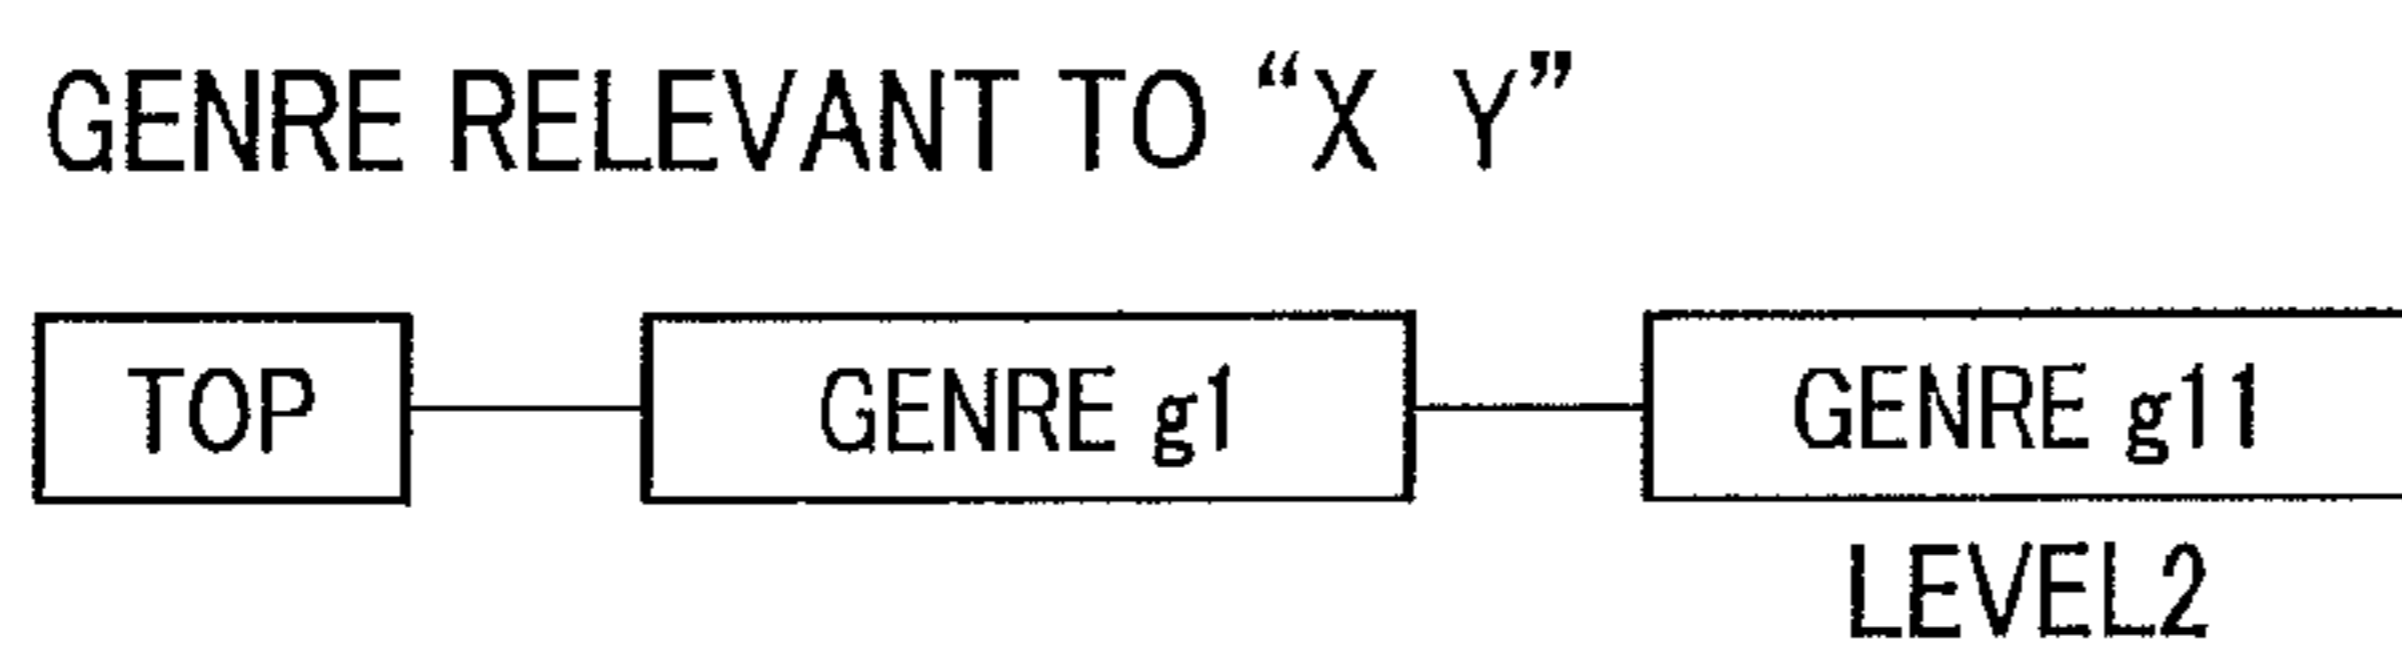 GENRE RELEVANT TO “X Y”
TOP GENRE g1 GENRE g11
LEVEL2